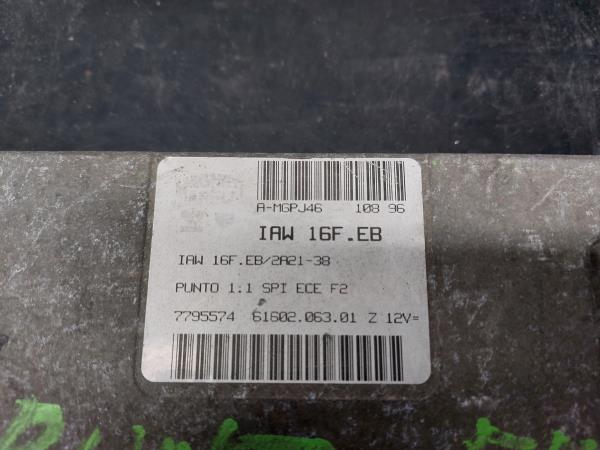 A-M6PJ46 108 96
IAW 16F.EB
IAW 16F.EB/2A21-38
PUNTO 1:1 SPI ECE F2
7795574 61602.063.01 Z 12V=